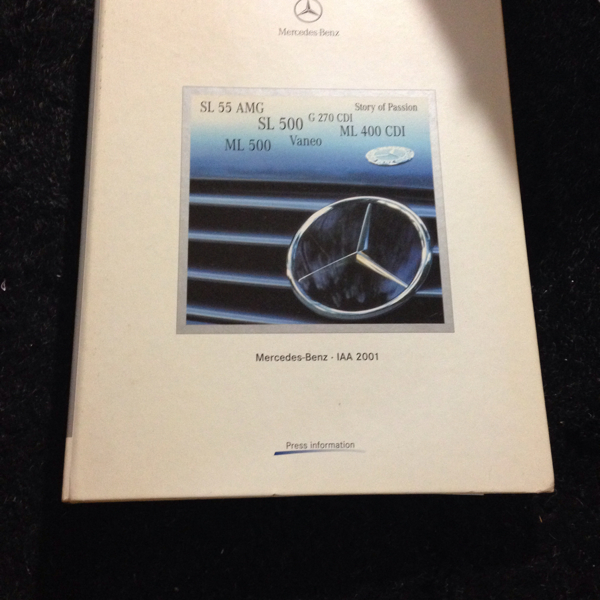 Mercedes-Benz
SL 55 AMG
Story of Passion
SL 500
G 270 CDI
ML 400 CDI
ML 500
Vaneo
Mercedes-Benz · IAA 2001
Press information